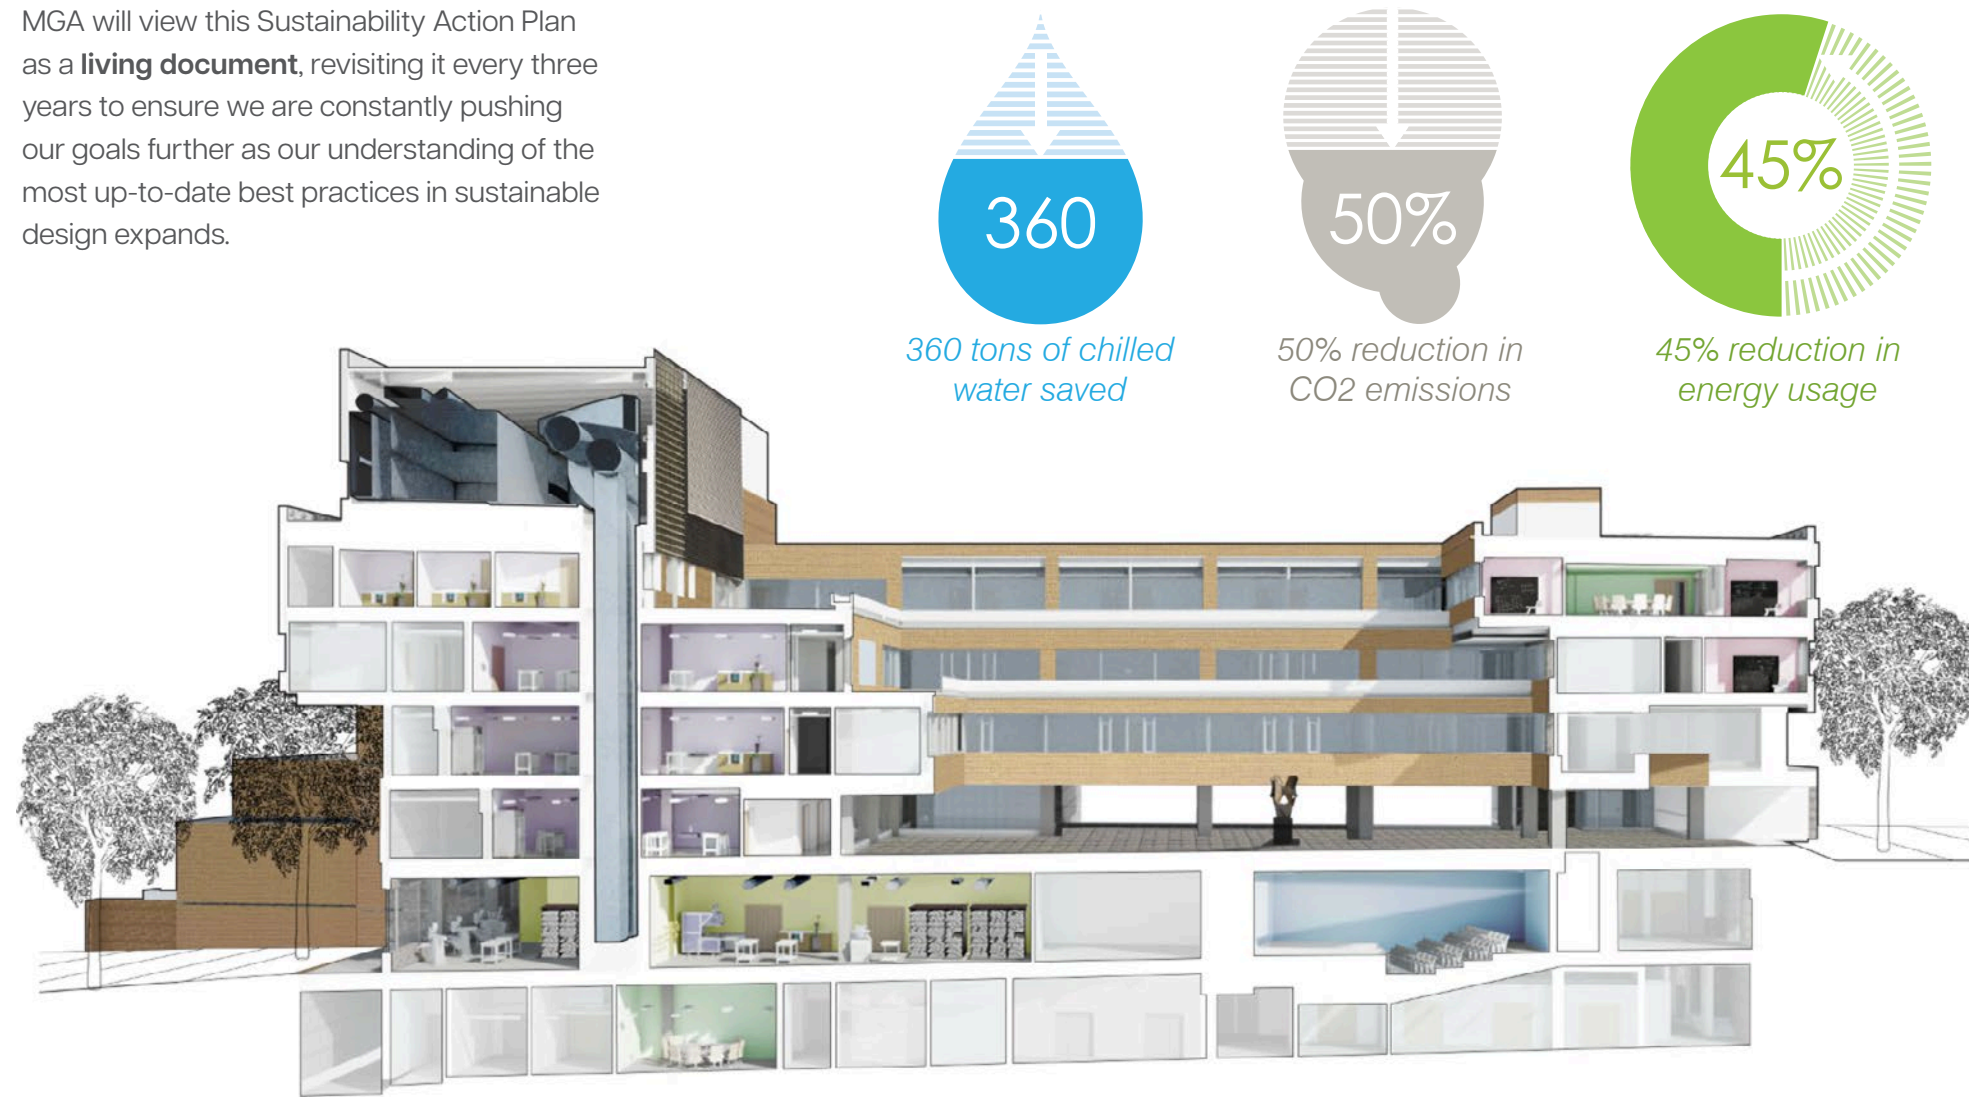 MGA will view this Sustainability Action Plan
as a living document, revisiting it every three
years to ensure we are constantly pushing
our goals further as our understanding of the
most up-to-date best practices in sustainable
design expands.
360
360 tons of chilled
water saved
50%
50% reduction in
CO2 emissions
45%
45% reduction in
energy usage